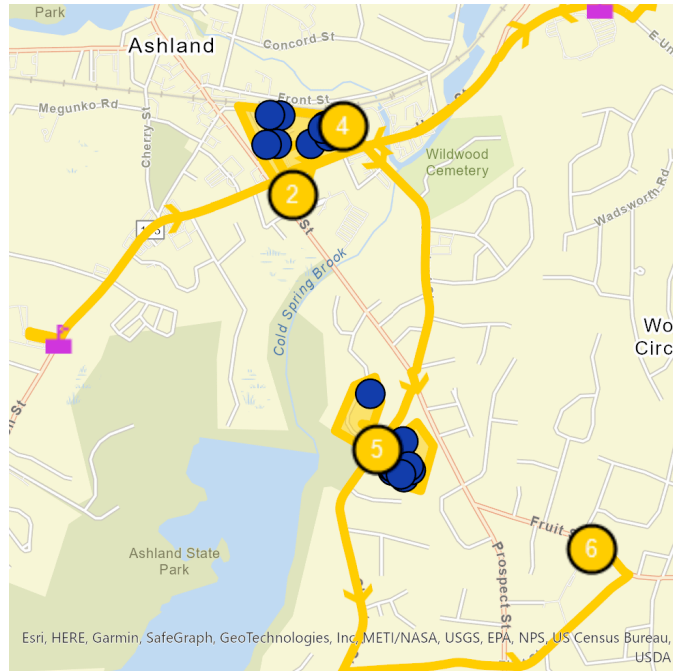 Park
Ashland
Concord St
Front St
Megunko Rd
Cherry St
4
E Un
Wildwood
Cemetery
Wadsworth Rd
2
St
Cold Spring Brook
Wo
Circ
St
5
Fruit S
6
Ashland State
Park
Prospect St
Esri, HERE, Garmin, SafeGraph, GeoTechnologies, Inc, METI/NASA, USGS, EPA, NPS, US Census Bureau,
USDA